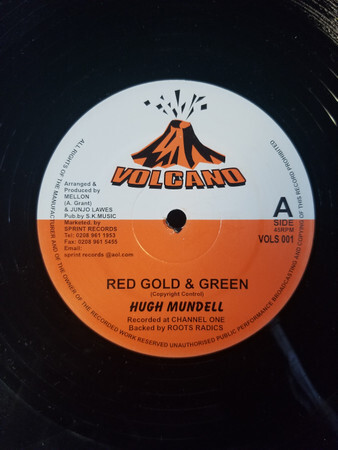 VOLCANO
Arranged &
Produced by
MELLON
(A. Grant)
& JUNJO LAWES
Pub.by S.K.MUSIC
Marketed. by
SPRINT RECORDS
Tel: 0208 961 1953
Fax: 0208 961 5455
Email:
sprint records @aol.com
A
SIDE
45RPM
VOLS 001
RED GOLD & GREEN
(Copyright Control)
HUGH MUNDELL
Recorded at CHANNEL ONE
Backed by ROOTS RADICS
ALL RIGHTS OF THE MANUFACTURER AND OF THE OWNER OF THE RECORDED WORK RESERVED UNAUTHORISED PUBLIC PERFORMANCE BROADCASTING AND COPYING OF THIS RECORD PROHIBITED